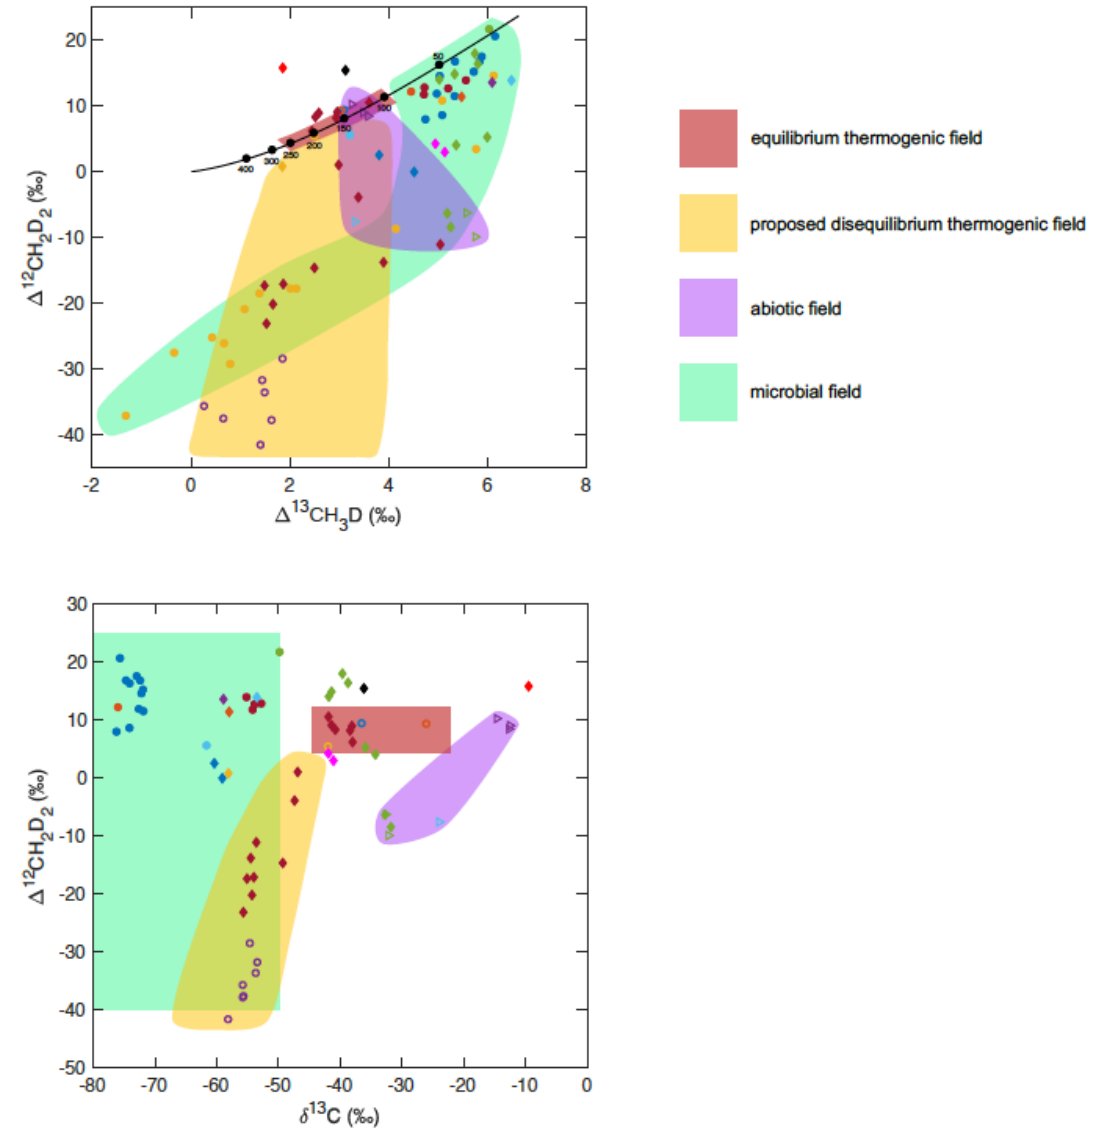 20
10
0
-10
-20
-30
-40
Δ¹²CH₂D₂ (‰)
50
100
150
200
250
300
400
-2 0 2 4 6 8
Δ¹³CH₃D (‰)
equilibrium thermogenic field
proposed disequilibrium thermogenic field
abiotic field
microbial field
30
20
10
0
-10
-20
-30
-40
-50
Δ¹²CH₂D₂ (‰)
-80 -70 -60 -50 -40 -30 -20 -10 0
δ¹³C (‰)